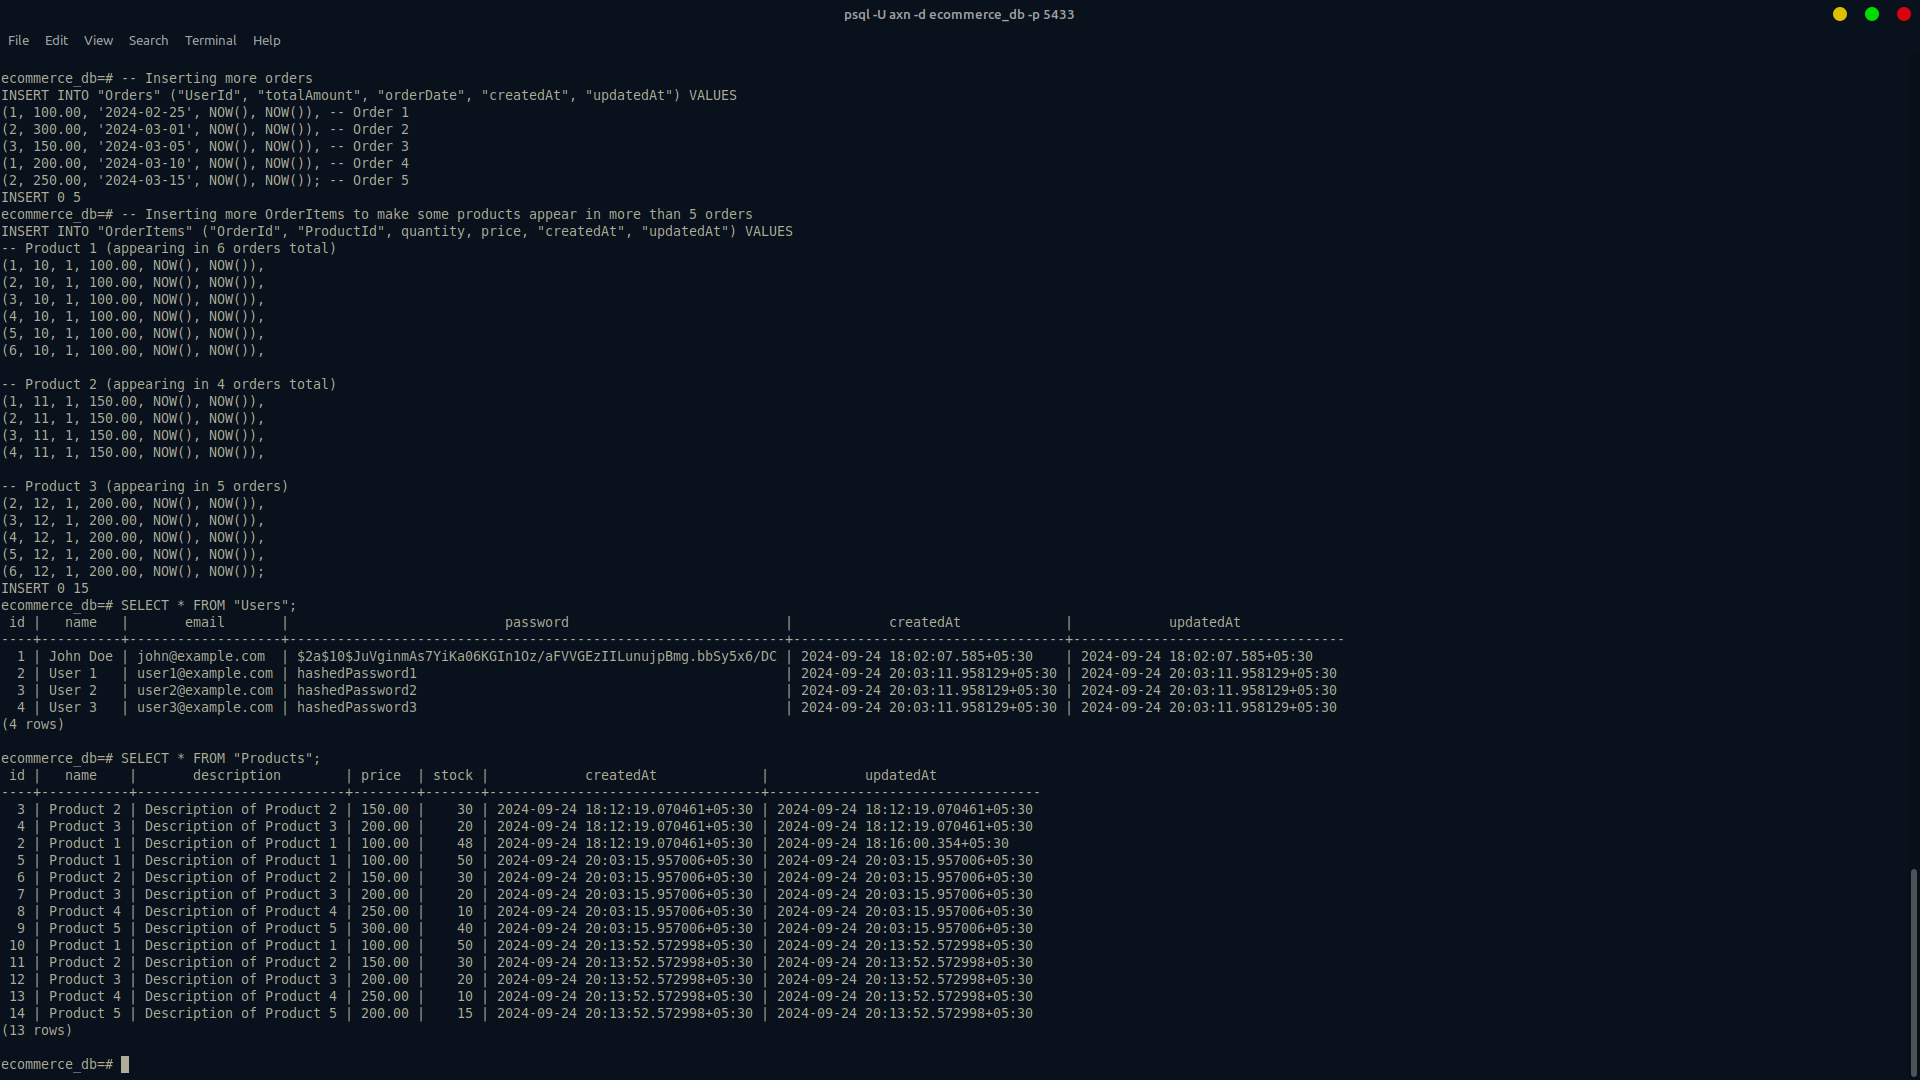 psql -U axn -d ecommerce_db -p 5433
File Edit View Search Terminal Help
ecommerce_db=# -- Inserting more orders
INSERT INTO "Orders" ("UserId", "totalAmount", "orderDate", "createdAt", "updatedAt") VALUES
(1, 100.00, '2024-02-25', NOW(), NOW()), -- Order 1
(2, 300.00, '2024-03-01', NOW(), NOW()), -- Order 2
(3, 150.00, '2024-03-05', NOW(), NOW()), -- Order 3
(1, 200.00, '2024-03-10', NOW(), NOW()), -- Order 4
(2, 250.00, '2024-03-15', NOW(), NOW()); -- Order 5
INSERT 0 5
ecommerce_db=# -- Inserting more OrderItems to make some products appear in more than 5 orders
INSERT INTO "OrderItems" ("OrderId", "ProductId", quantity, price, "createdAt", "updatedAt") VALUES
-- Product 1 (appearing in 6 orders total)
(1, 10, 1, 100.00, NOW(), NOW()),
(2, 10, 1, 100.00, NOW(), NOW()),
(3, 10, 1, 100.00, NOW(), NOW()),
(4, 10, 1, 100.00, NOW(), NOW()),
(5, 10, 1, 100.00, NOW(), NOW()),
(6, 10, 1, 100.00, NOW(), NOW()),
-- Product 2 (appearing in 4 orders total)
(1, 11, 1, 150.00, NOW(), NOW()),
(2, 11, 1, 150.00, NOW(), NOW()),
(3, 11, 1, 150.00, NOW(), NOW()),
(4, 11, 1, 150.00, NOW(), NOW()),
-- Product 3 (appearing in 5 orders)
(2, 12, 1, 200.00, NOW(), NOW()),
(3, 12, 1, 200.00, NOW(), NOW()),
(4, 12, 1, 200.00, NOW(), NOW()),
(5, 12, 1, 200.00, NOW(), NOW()),
(6, 12, 1, 200.00, NOW(), NOW());
INSERT 0 15
ecommerce_db=# SELECT * FROM "Users";
 id |   name   |      email       |                           password                           |            createdAt             |            updatedAt
----+----------+-------------------+--------------------------------------------------------------+----------------------------------+----------------------------------
  1 | John Doe | john@example.com  | $2a$10$JuVginmAs7YiKa06KGIn1Oz/aFVVGEzIILunujpBmg.bbSy5x6/DC | 2024-09-24 18:02:07.585+05:30    | 2024-09-24 18:02:07.585+05:30
  2 | User 1   | user1@example.com | hashedPassword1                                              | 2024-09-24 20:03:11.958129+05:30 | 2024-09-24 20:03:11.958129+05:30
  3 | User 2   | user2@example.com | hashedPassword2                                              | 2024-09-24 20:03:11.958129+05:30 | 2024-09-24 20:03:11.958129+05:30
  4 | User 3   | user3@example.com | hashedPassword3                                              | 2024-09-24 20:03:11.958129+05:30 | 2024-09-24 20:03:11.958129+05:30
(4 rows)
ecommerce_db=# SELECT * FROM "Products";
 id |   name    |       description        | price  | stock |            createdAt             |            updatedAt
----+-----------+--------------------------+--------+-------+----------------------------------+----------------------------------
  3 | Product 2 | Description of Product 2 | 150.00 |    30 | 2024-09-24 18:12:19.070461+05:30 | 2024-09-24 18:12:19.070461+05:30
  4 | Product 3 | Description of Product 3 | 200.00 |    20 | 2024-09-24 18:12:19.070461+05:30 | 2024-09-24 18:12:19.070461+05:30
  2 | Product 1 | Description of Product 1 | 100.00 |    48 | 2024-09-24 18:12:19.070461+05:30 | 2024-09-24 18:16:00.354+05:30
  5 | Product 1 | Description of Product 1 | 100.00 |    50 | 2024-09-24 20:03:15.957006+05:30 | 2024-09-24 20:03:15.957006+05:30
  6 | Product 2 | Description of Product 2 | 150.00 |    30 | 2024-09-24 20:03:15.957006+05:30 | 2024-09-24 20:03:15.957006+05:30
  7 | Product 3 | Description of Product 3 | 200.00 |    20 | 2024-09-24 20:03:15.957006+05:30 | 2024-09-24 20:03:15.957006+05:30
  8 | Product 4 | Description of Product 4 | 250.00 |    10 | 2024-09-24 20:03:15.957006+05:30 | 2024-09-24 20:03:15.957006+05:30
  9 | Product 5 | Description of Product 5 | 300.00 |    40 | 2024-09-24 20:03:15.957006+05:30 | 2024-09-24 20:03:15.957006+05:30
 10 | Product 1 | Description of Product 1 | 100.00 |    50 | 2024-09-24 20:13:52.572998+05:30 | 2024-09-24 20:13:52.572998+05:30
 11 | Product 2 | Description of Product 2 | 150.00 |    30 | 2024-09-24 20:13:52.572998+05:30 | 2024-09-24 20:13:52.572998+05:30
 12 | Product 3 | Description of Product 3 | 200.00 |    20 | 2024-09-24 20:13:52.572998+05:30 | 2024-09-24 20:13:52.572998+05:30
 13 | Product 4 | Description of Product 4 | 250.00 |    10 | 2024-09-24 20:13:52.572998+05:30 | 2024-09-24 20:13:52.572998+05:30
 14 | Product 5 | Description of Product 5 | 200.00 |    15 | 2024-09-24 20:13:52.572998+05:30 | 2024-09-24 20:13:52.572998+05:30
(13 rows)
ecommerce_db=#